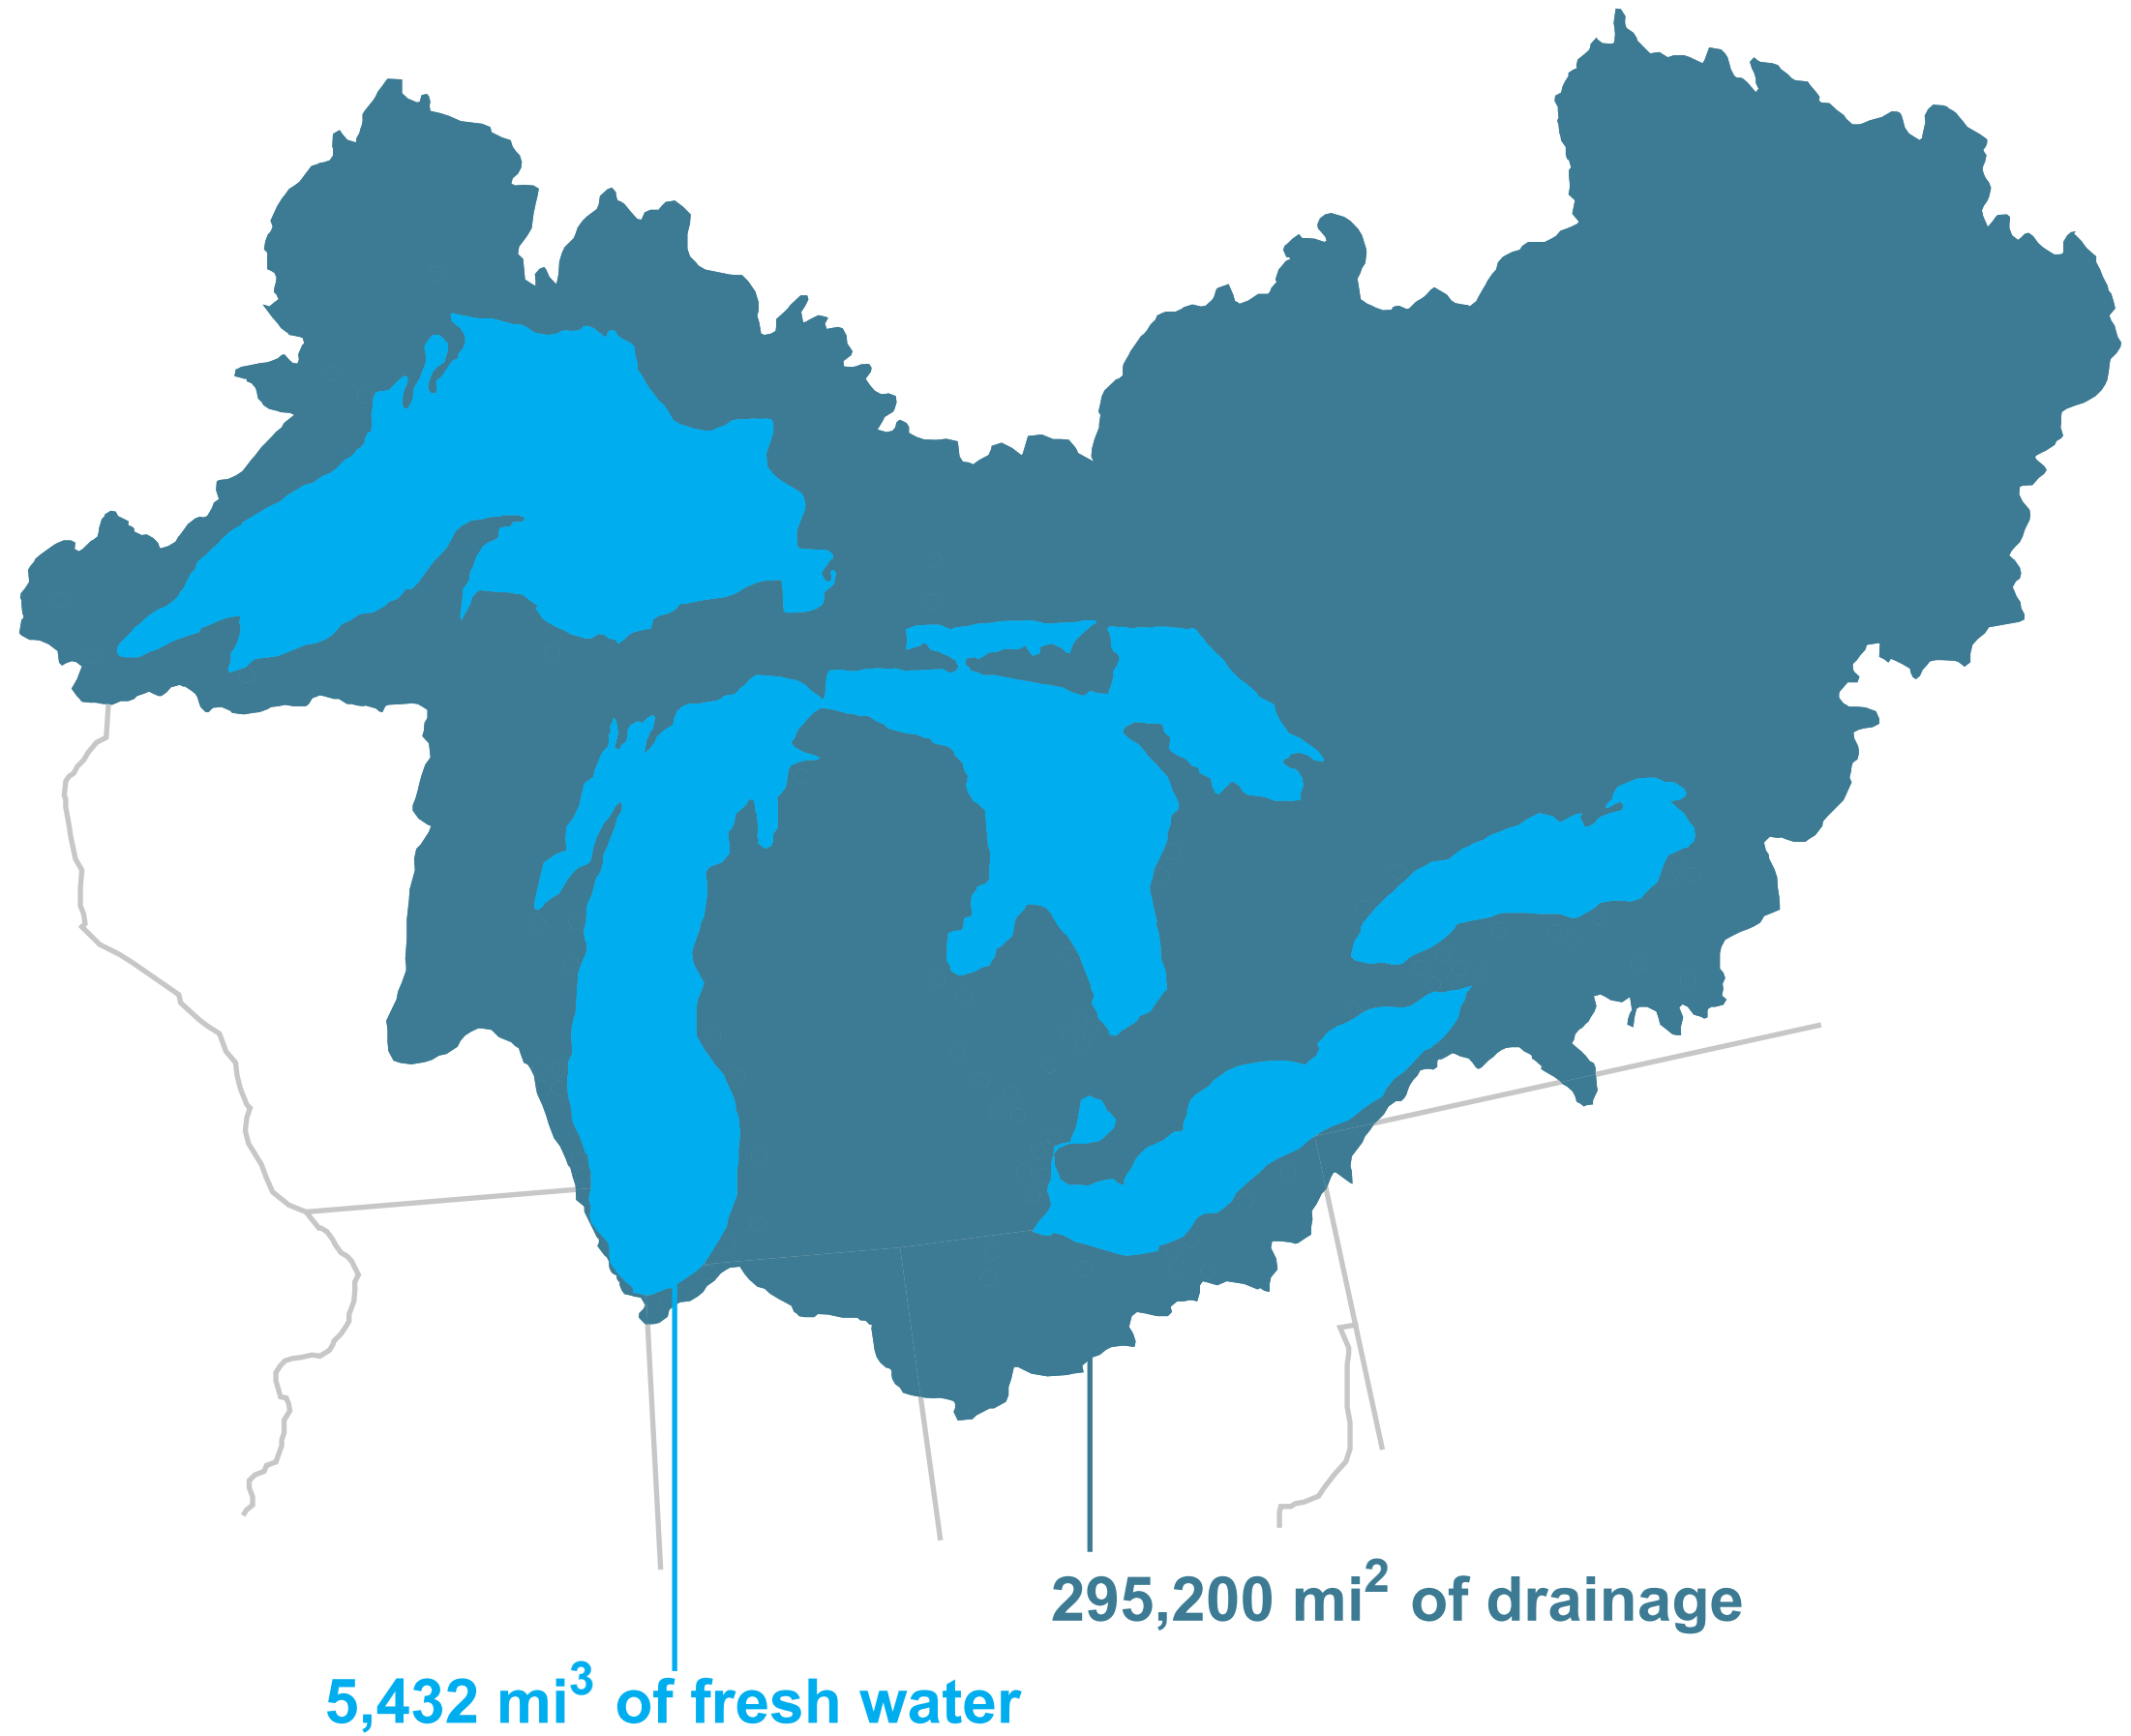 295,200 mi² of drainage
5,432 mi³ of fresh water